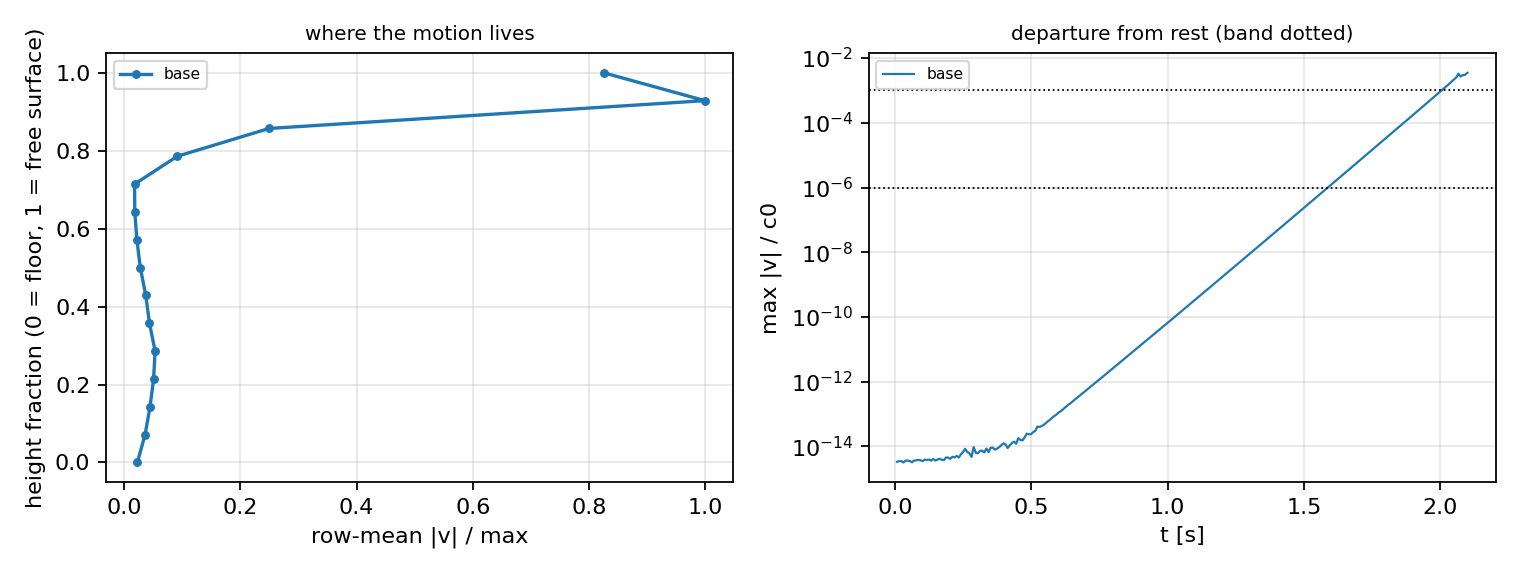 where the motion lives
height fraction (0 = floor, 1 = free surface)
1.0
0.8
0.6
0.4
0.2
0.0
base
0.0 0.2 0.4 0.6 0.8 1.0
row-mean |v| / max
departure from rest (band dotted)
max |v| / c0
10⁻²
10⁻⁴
10⁻⁶
10⁻⁸
10⁻¹⁰
10⁻¹²
10⁻¹⁴
base
0.0 0.5 1.0 1.5 2.0
t [s]